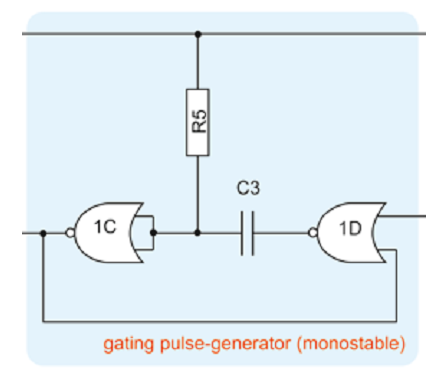 R5
C3
1C
1D
gating pulse-generator (monostable)